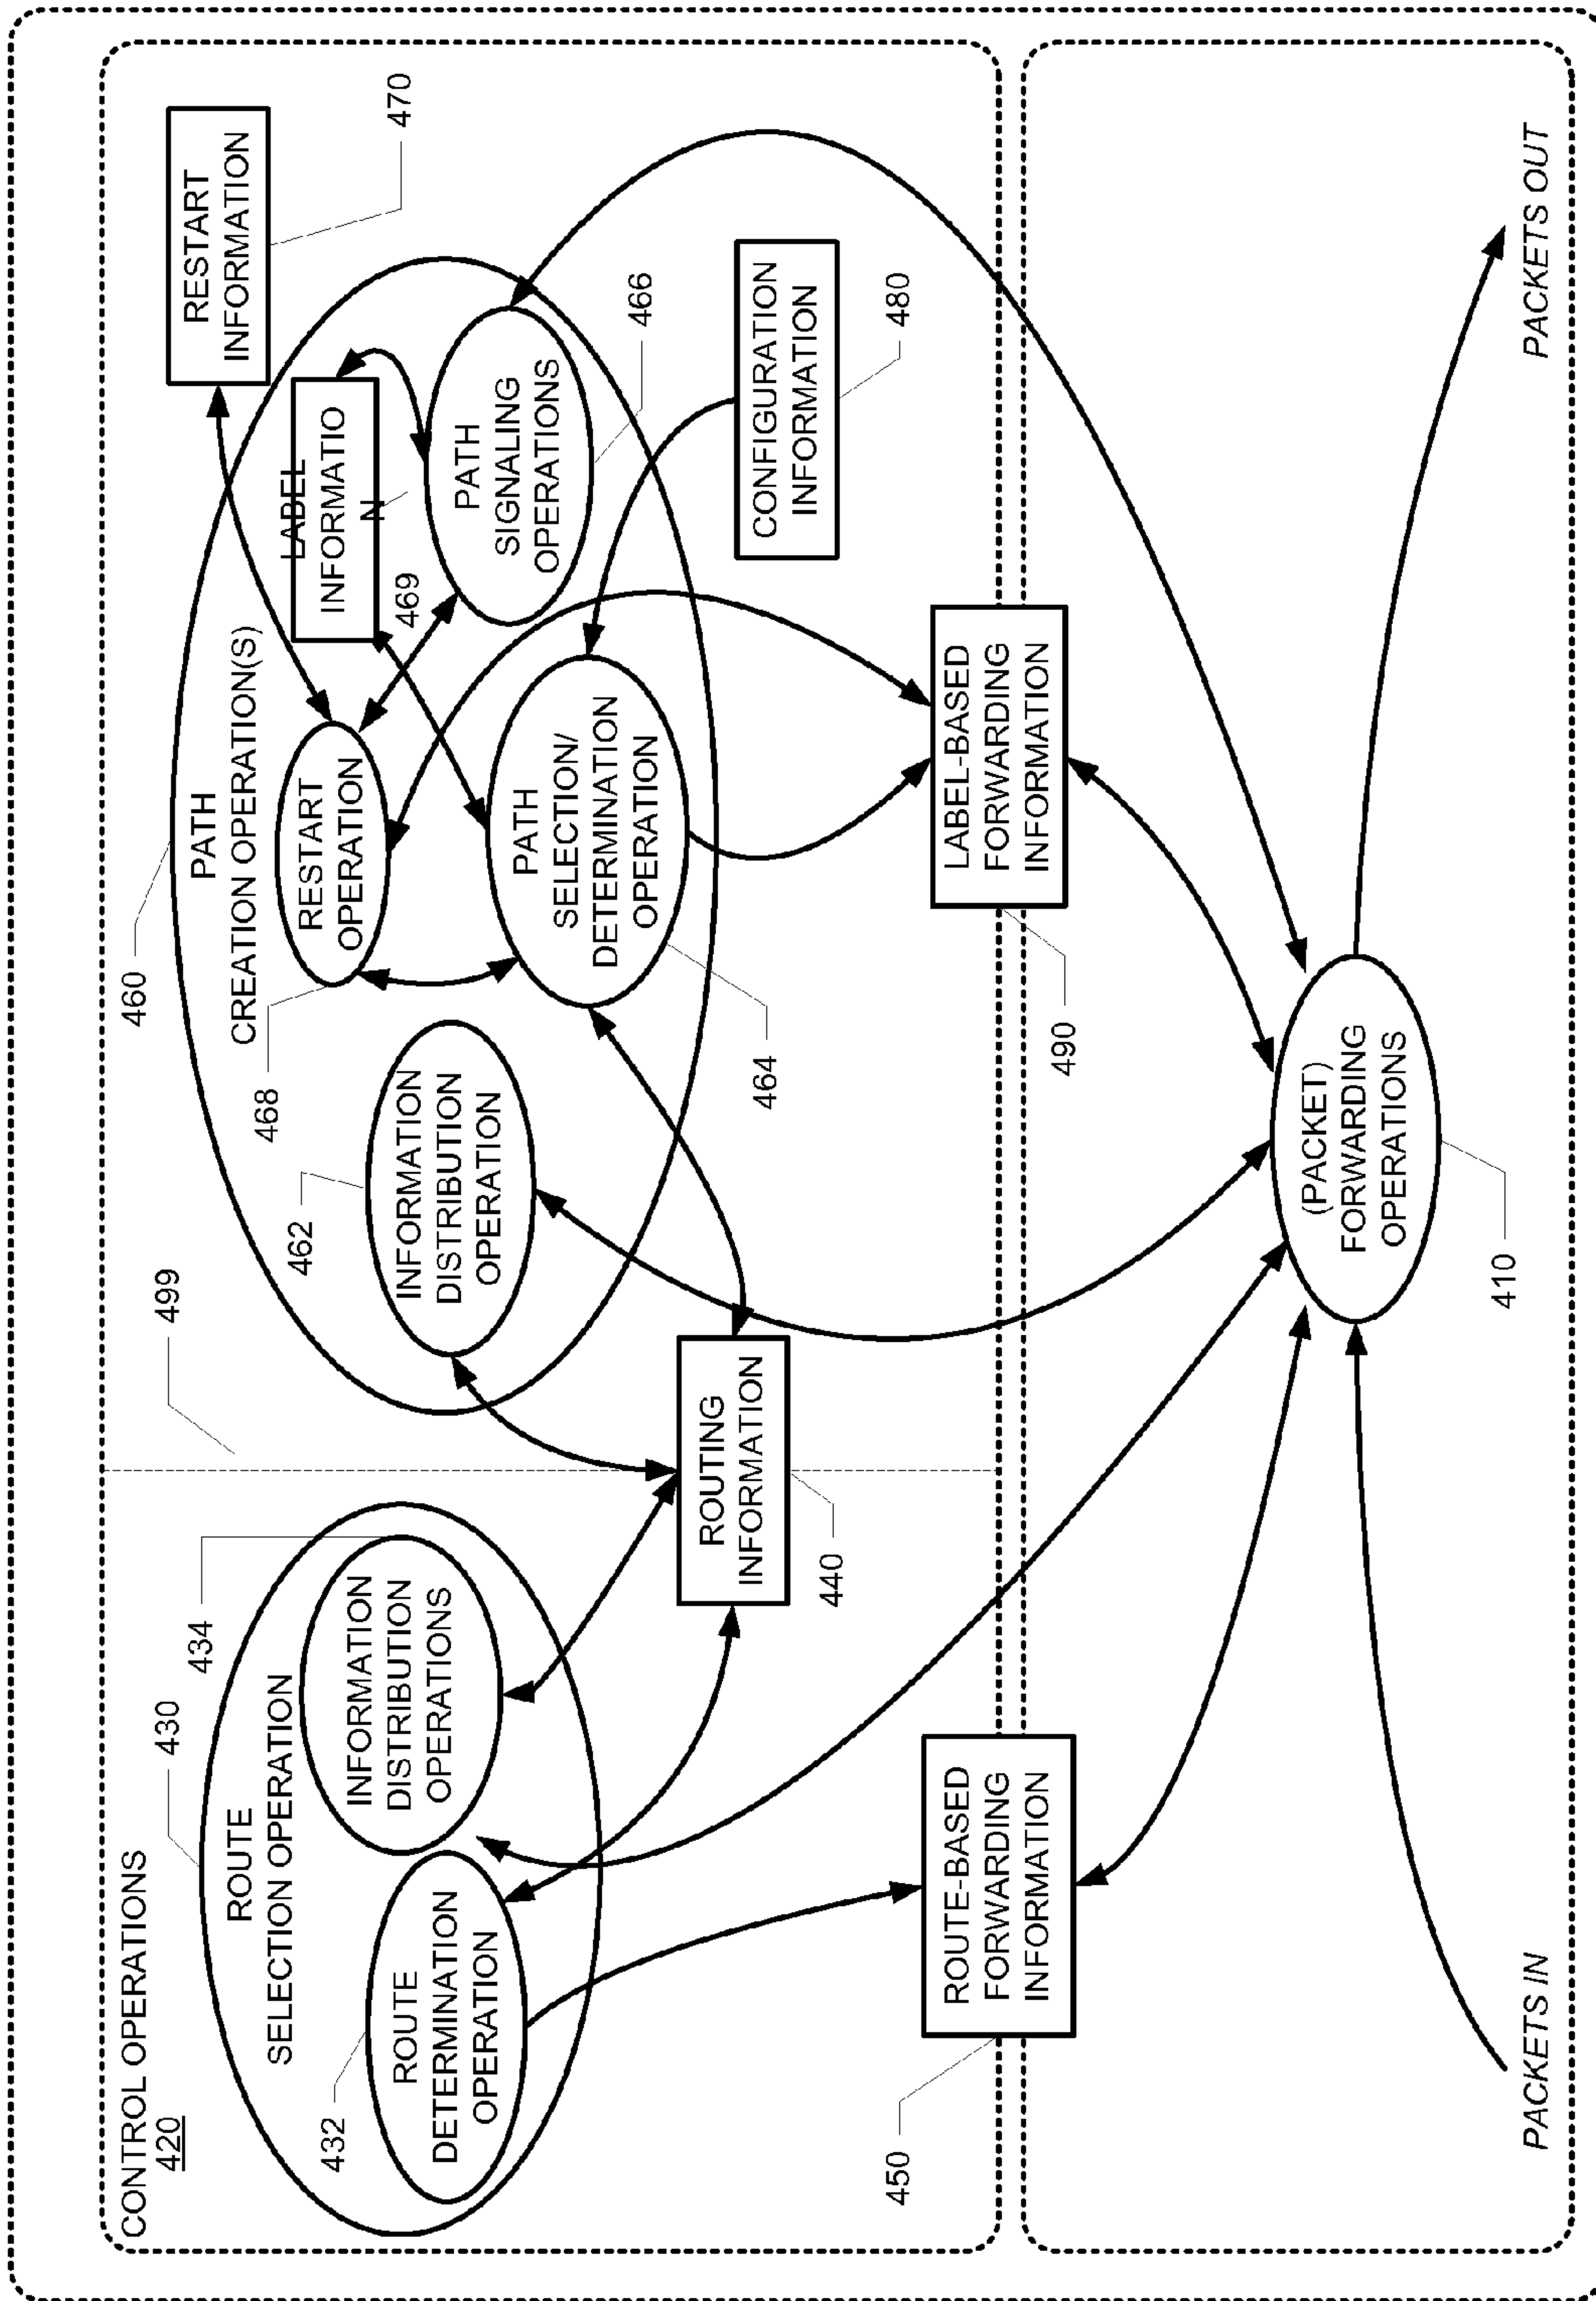 CONTROL OPERATIONS
420
430
434
ROUTE
SELECTION OPERATION
INFORMATION
DISTRIBUTION
OPERATIONS
432
ROUTE
DETERMINATION
OPERATION
499
460
PATH
CREATION OPERATION(S)
462
INFORMATION
DISTRIBUTION
OPERATION
468
RESTART
OPERATION
464
PATH
SELECTION/
DETERMINATION
OPERATION
LABEL
INFORMATIO
N
469
PATH
SIGNALING
OPERATIONS
466
RESTART
INFORMATION
470
CONFIGURATION
INFORMATION
480
ROUTING
INFORMATION
440
ROUTE-BASED
FORWARDING
INFORMATION
450
LABEL-BASED
FORWARDING
INFORMATION
490
(PACKET)
FORWARDING
OPERATIONS
410
PACKETS IN
PACKETS OUT